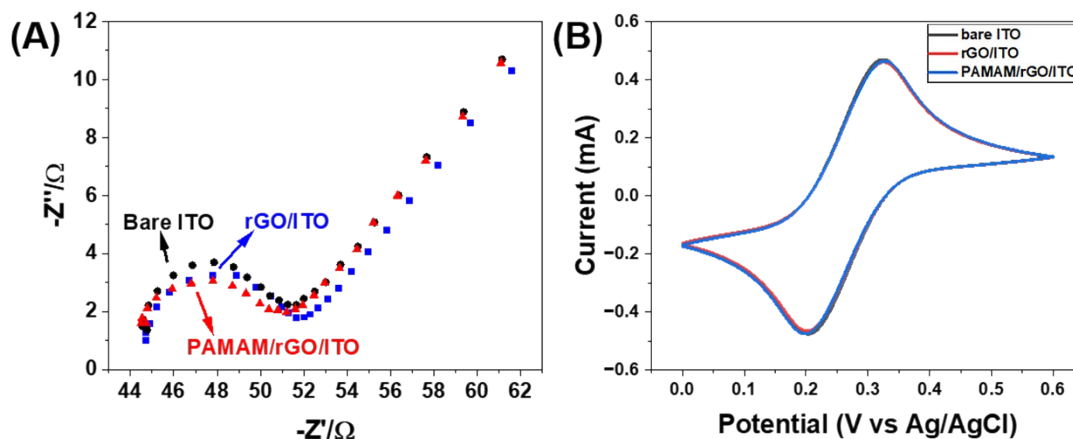 (A)
-Z''/Ω
12
10
8
6
4
2
0
Bare ITO
rGO/ITO
PAMAM/rGO/ITO
44 46 48 50 52 54 56 58 60 62
-Z'/Ω
(B)
Current (mA)
0.6
0.4
0.2
0.0
−0.2
−0.4
−0.6
bare ITO
rGO/ITO
PAMAM/rGO/ITO
0.0 0.1 0.2 0.3 0.4 0.5 0.6
Potential (V vs Ag/AgCl)